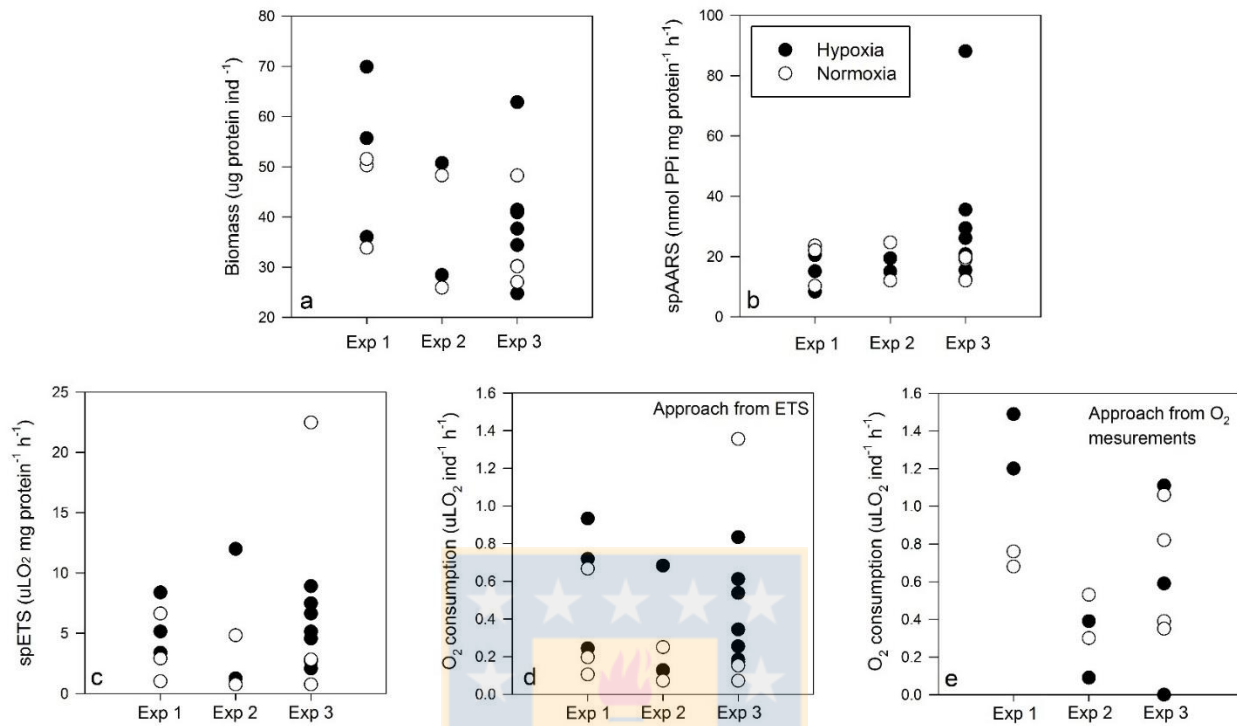 80
70
60
50
40
30
20
Biomass (ug protein ind ⁻¹)
a
Exp 1 Exp 2 Exp 3
100
80
60
40
20
0
spAARS (nmol PPi mg protein⁻¹ h⁻¹)
Hypoxia
Normoxia
b
Exp 1 Exp 2 Exp 3
25
20
15
10
5
0
spETS (uLO₂ mg protein⁻¹ h⁻¹)
c
Exp 1 Exp 2 Exp 3
1.6
1.4
1.2
1.0
0.8
0.6
0.4
0.2
0.0
O₂ consumption (uLO₂ ind⁻¹ h⁻¹)
Approach from ETS
d
Exp 1 Exp 2 Exp 3
1.6
1.4
1.2
1.0
0.8
0.6
0.4
0.2
0.0
O₂ consumption (uLO₂ ind⁻¹ h⁻¹)
Approach from O₂
mesurements
e
Exp 1 Exp 2 Exp 3